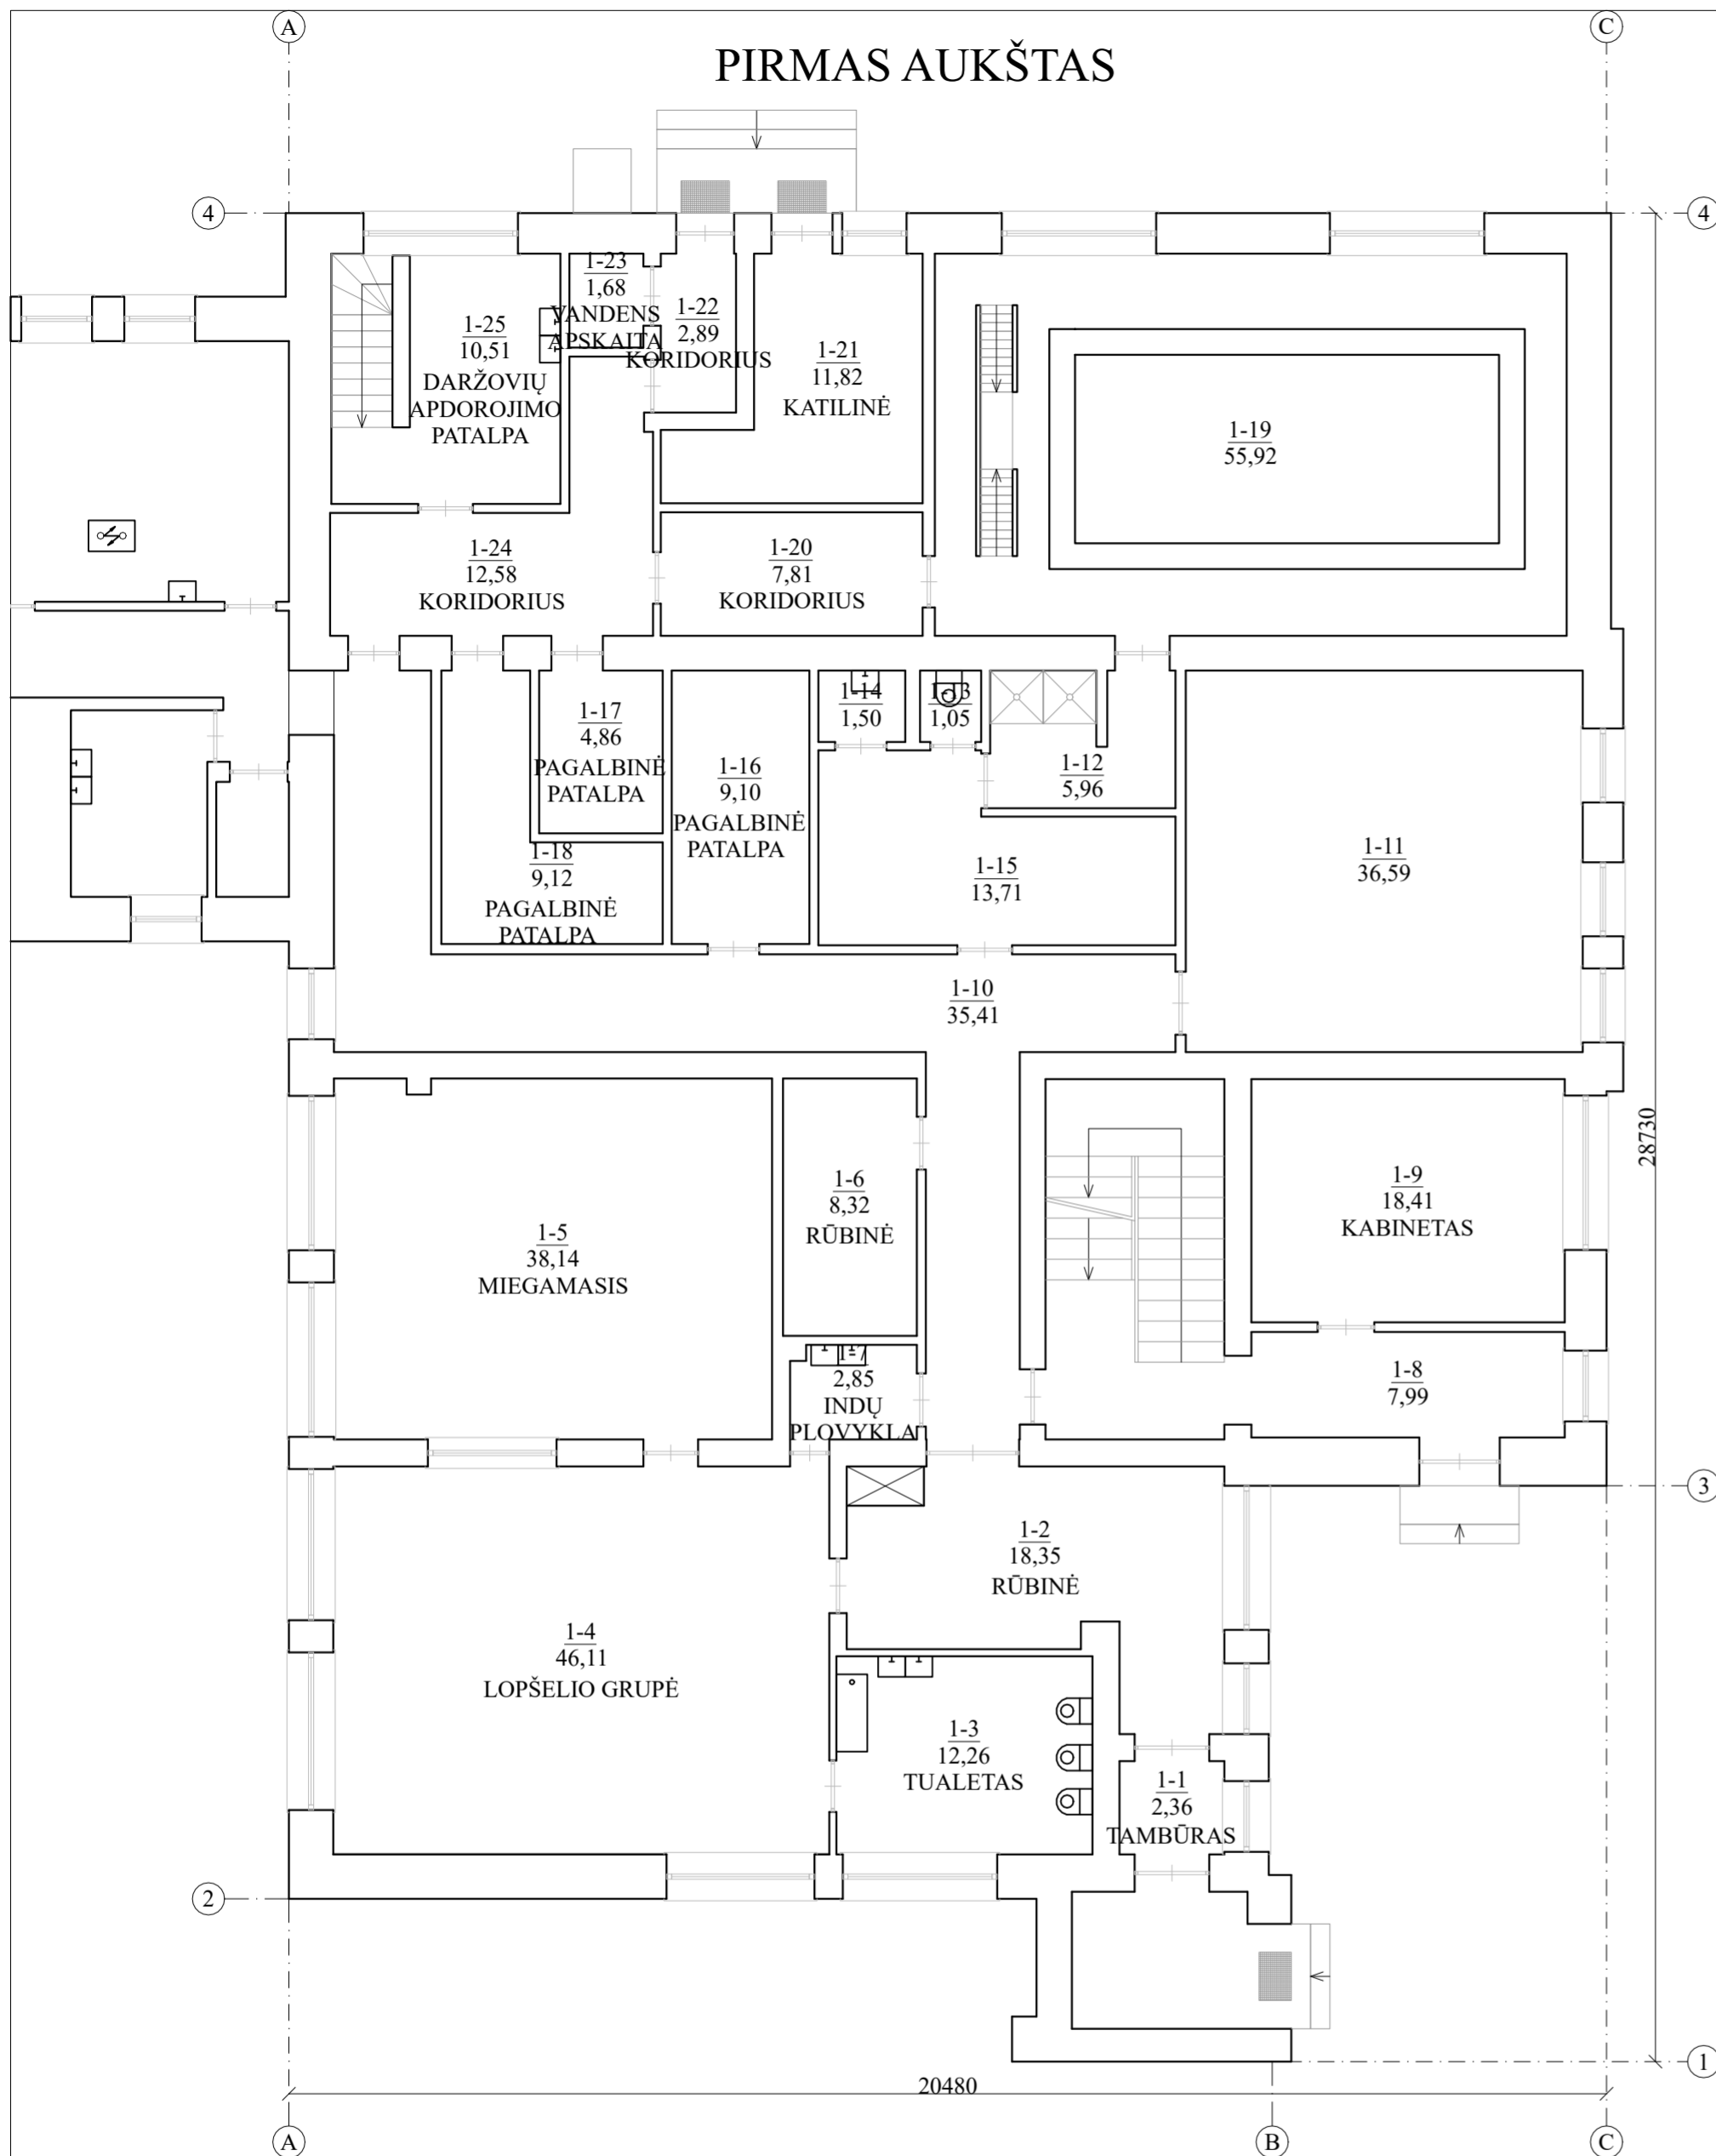 A
C
PIRMAS AUKŠTAS
4
4
1-23
1,68
VANDENS
APSKAITA
1-22
2,89
KORIDORIUS
1-25
10,51
DARŽOVIŲ
APDOROJIMO
PATALPA
1-21
11,82
KATILINĖ
1-19
55,92
1-24
12,58
KORIDORIUS
1-20
7,81
KORIDORIUS
1-17
4,86
PAGALBINĖ
PATALPA
1-14
1,50
1-13
1,05
1-16
9,10
PAGALBINĖ
PATALPA
1-12
5,96
1-18
9,12
PAGALBINĖ
PATALPA
1-15
13,71
1-11
36,59
1-10
35,41
28730
1-6
8,32
RŪBINĖ
1-9
18,41
KABINETAS
1-5
38,14
MIEGAMASIS
1-7
2,85
INDŲ
PLOVYKLA
1-8
7,99
3
1-2
18,35
RŪBINĖ
1-4
46,11
LOPŠELIO GRUPĖ
1-3
12,26
TUALETAS
1-1
2,36
TAMBŪRAS
2
1
20480
A
B
C